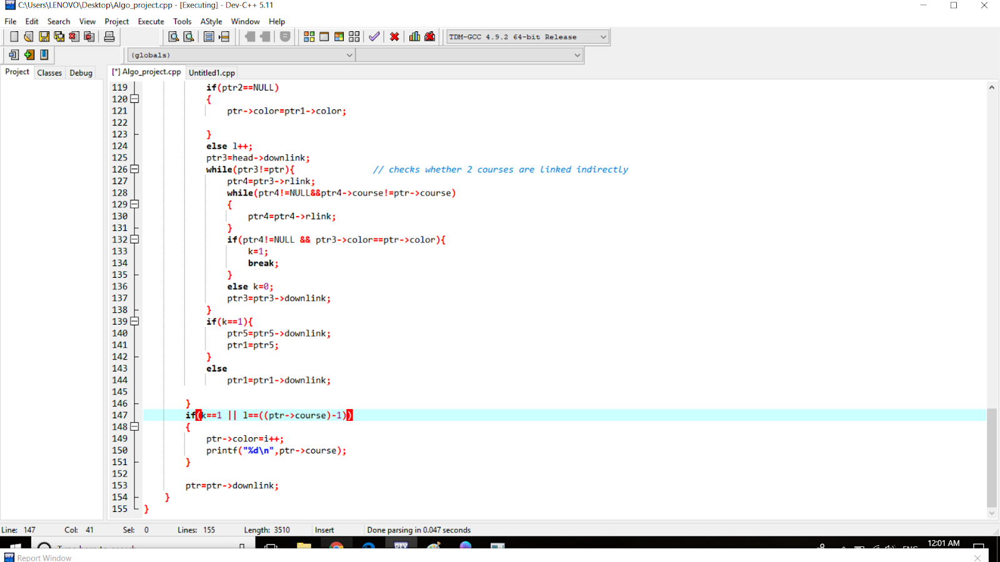 C:\Users\LENOVO\Desktop\Algo_project.cpp - [Executing] - Dev-C++ 5.11
File Edit Search View Project Execute Tools AStyle Window Help
TDM-GCC 4.9.2 64-bit Release
(globals)
Project Classes Debug [*] Algo_project.cpp Untitled1.cpp
119 if(ptr2==NULL)
120 {
121 ptr->color=ptr1->color;
122
123 }
124 else l++;
125 ptr3=head->downlink;
126 while(ptr3!=ptr){ // checks whether 2 courses are linked indirectly
127 ptr4=ptr3->rlink;
128 while(ptr4!=NULL&&ptr4->course!=ptr->course)
129 {
130 ptr4=ptr4->rlink;
131 }
132 if(ptr4!=NULL && ptr3->color==ptr->color){
133 k=1;
134 break;
135 }
136 else k=0;
137 ptr3=ptr3->downlink;
138 }
139 if(k==1){
140 ptr5=ptr5->downlink;
141 ptr1=ptr5;
142 }
143 else
144 ptr1=ptr1->downlink;
145
146 }
147 if(k==1 || l==((ptr->course)-1))
148 {
149 ptr->color=i++;
150 printf("%d\n",ptr->course);
151 }
152
153 ptr=ptr->downlink;
154 }
155 }
Line: 147 Col: 41 Sel: 0 Lines: 155 Length: 3510 Insert Done parsing in 0.047 seconds
12:01 AM
Report Window